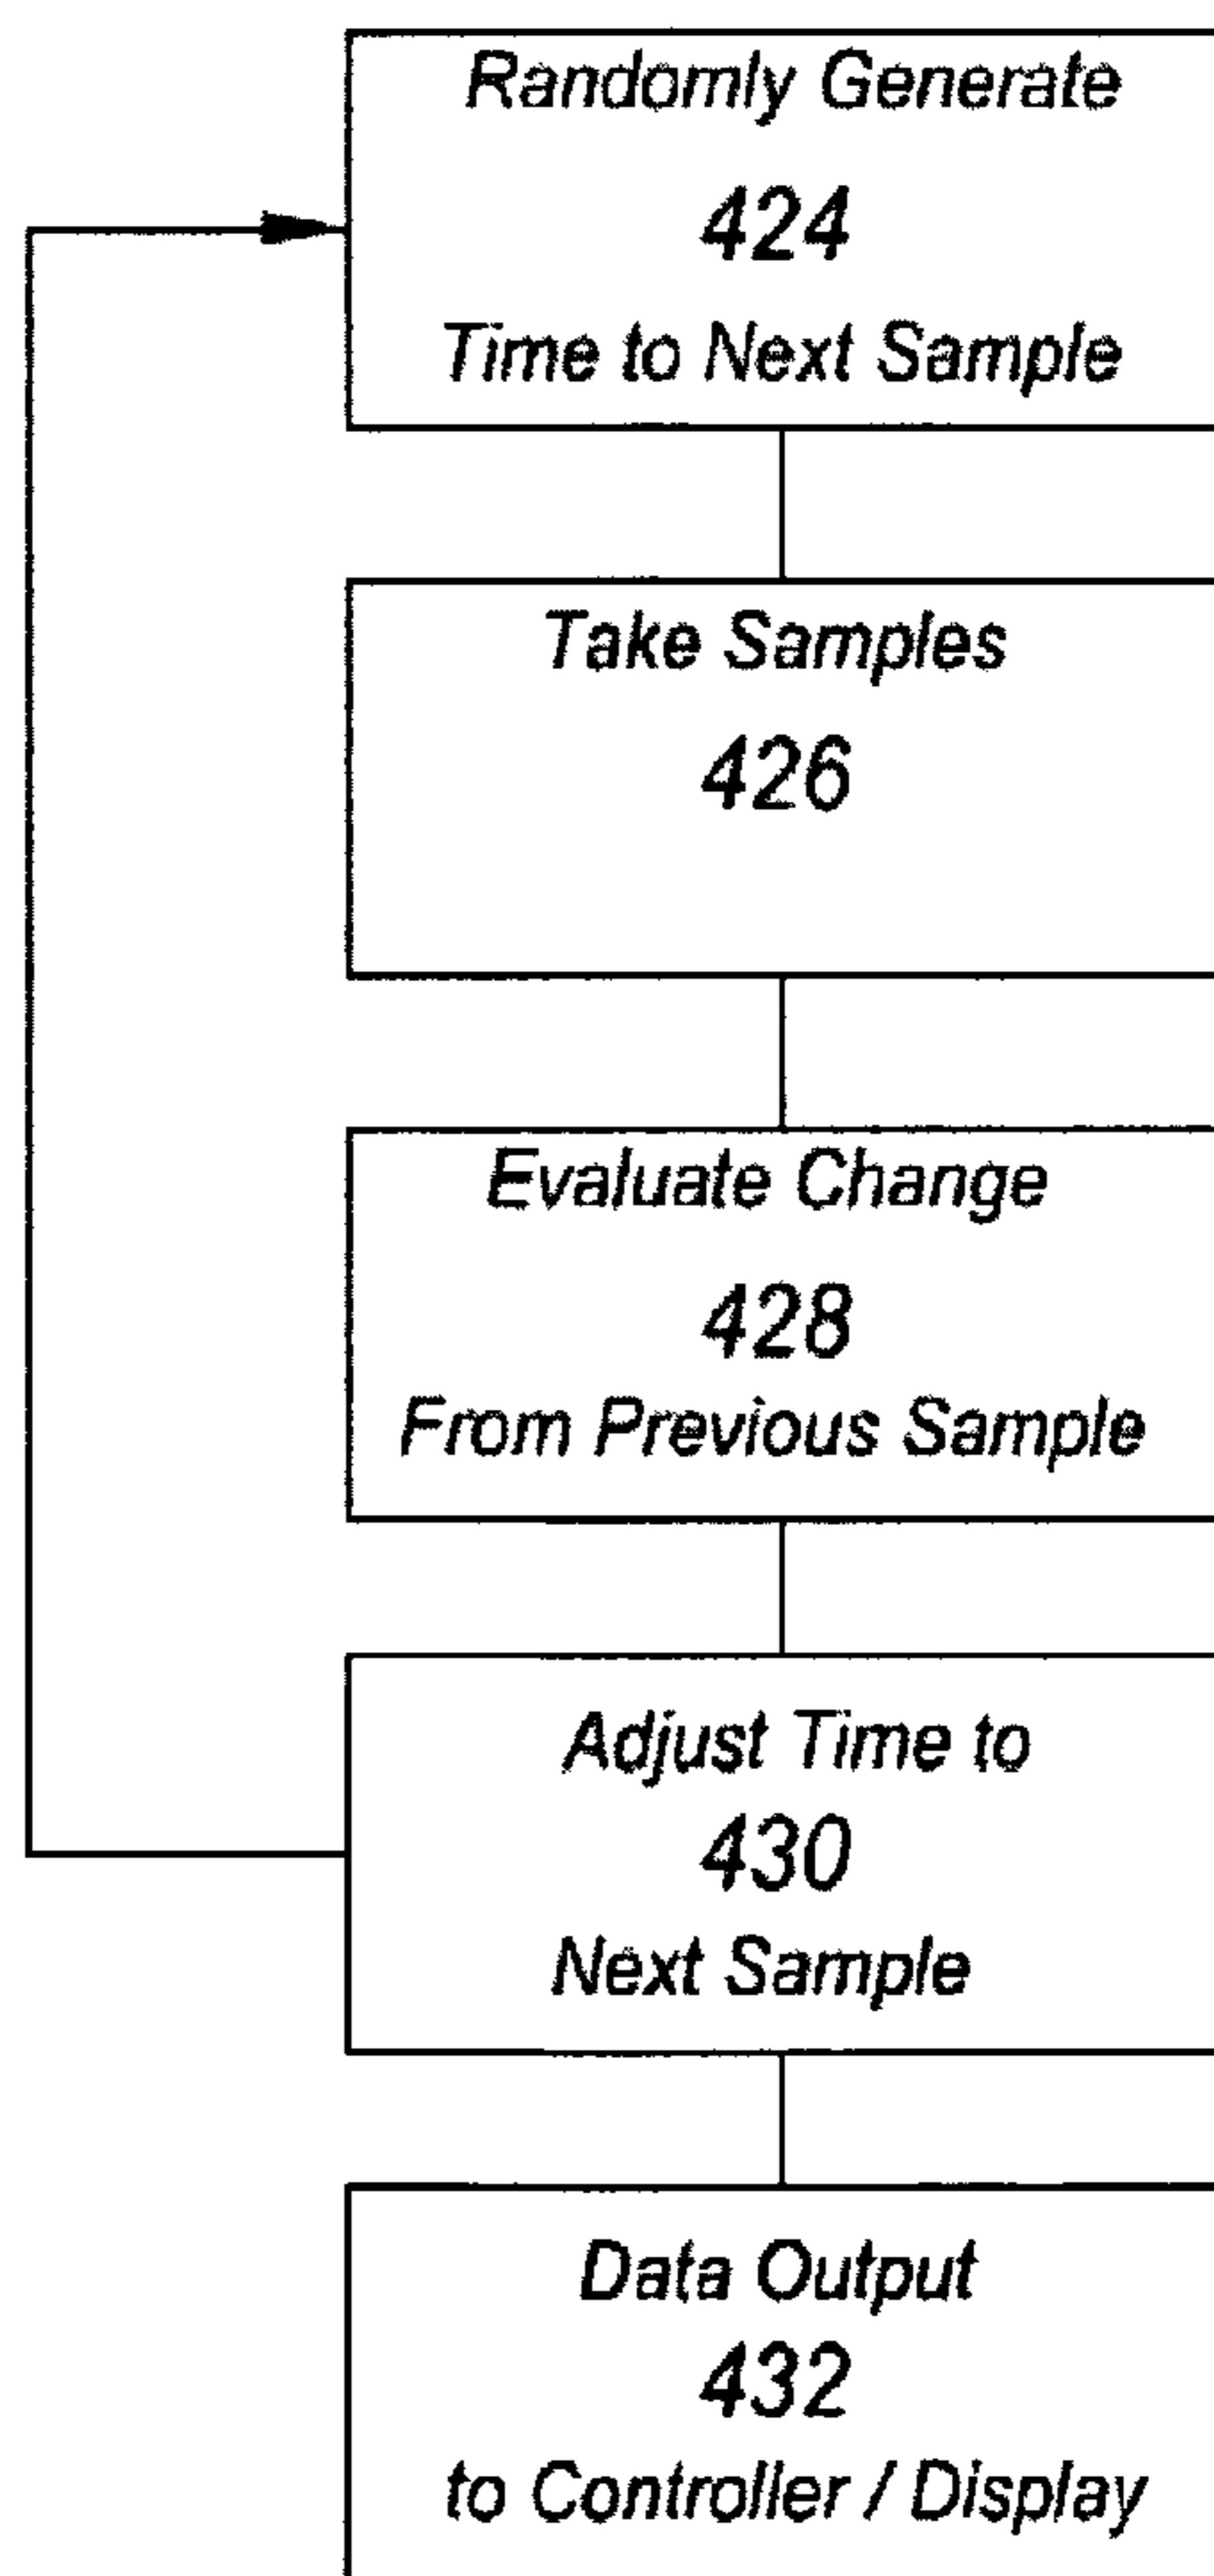 Randomly Generate
424
Time to Next Sample
Take Samples
426
Evaluate Change
428
From Previous Sample
Adjust Time to
430
Next Sample
Data Output
432
to Controller / Display